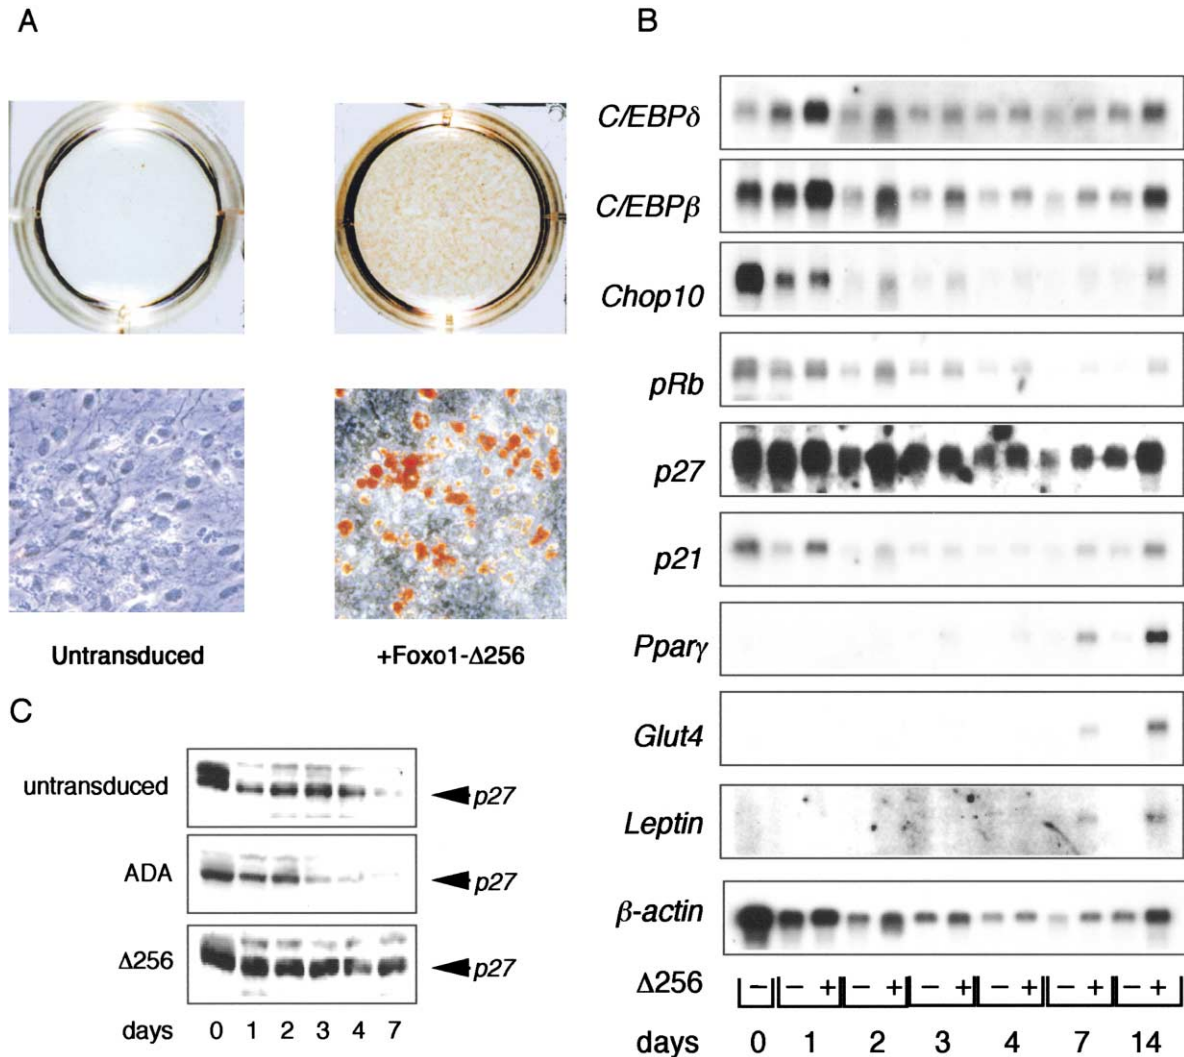 A
B
C/EBPδ
C/EBPβ
Chop10
pRb
p27
p21
Pparγ
Glut4
Leptin
β-actin
Δ256 − − + − + − + − + − + − +
days 0 1 2 3 4 7 14
Untransduced
+Foxo1-Δ256
C
untransduced p27
ADA p27
Δ256 p27
days 0 1 2 3 4 7